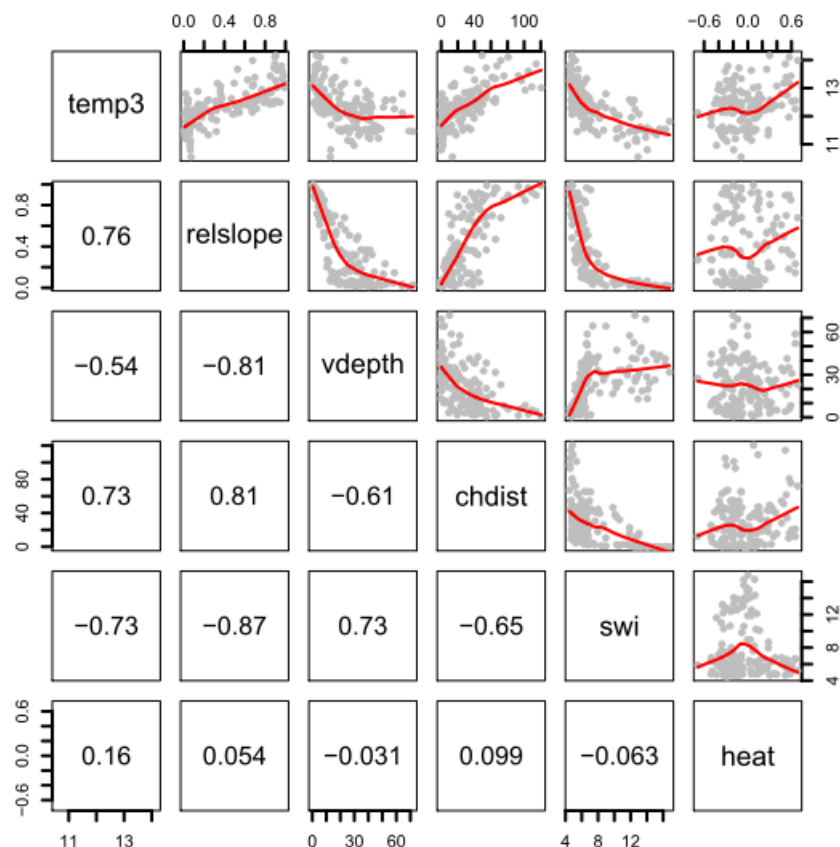 0.0 0.4 0.8 0 40 100 −0.6 0.0 0.6
temp3
11 13
0.0 0.4 0.8
0.76 relslope
−0.54 −0.81 vdepth
0 30 60
0 40 80
0.73 0.81 −0.61 chdist
−0.73 −0.87 0.73 −0.65 swi
4 8 12
−0.6 0.0 0.6
0.16 0.054 −0.031 0.099 −0.063 heat
11 13 0 30 60 4 8 12